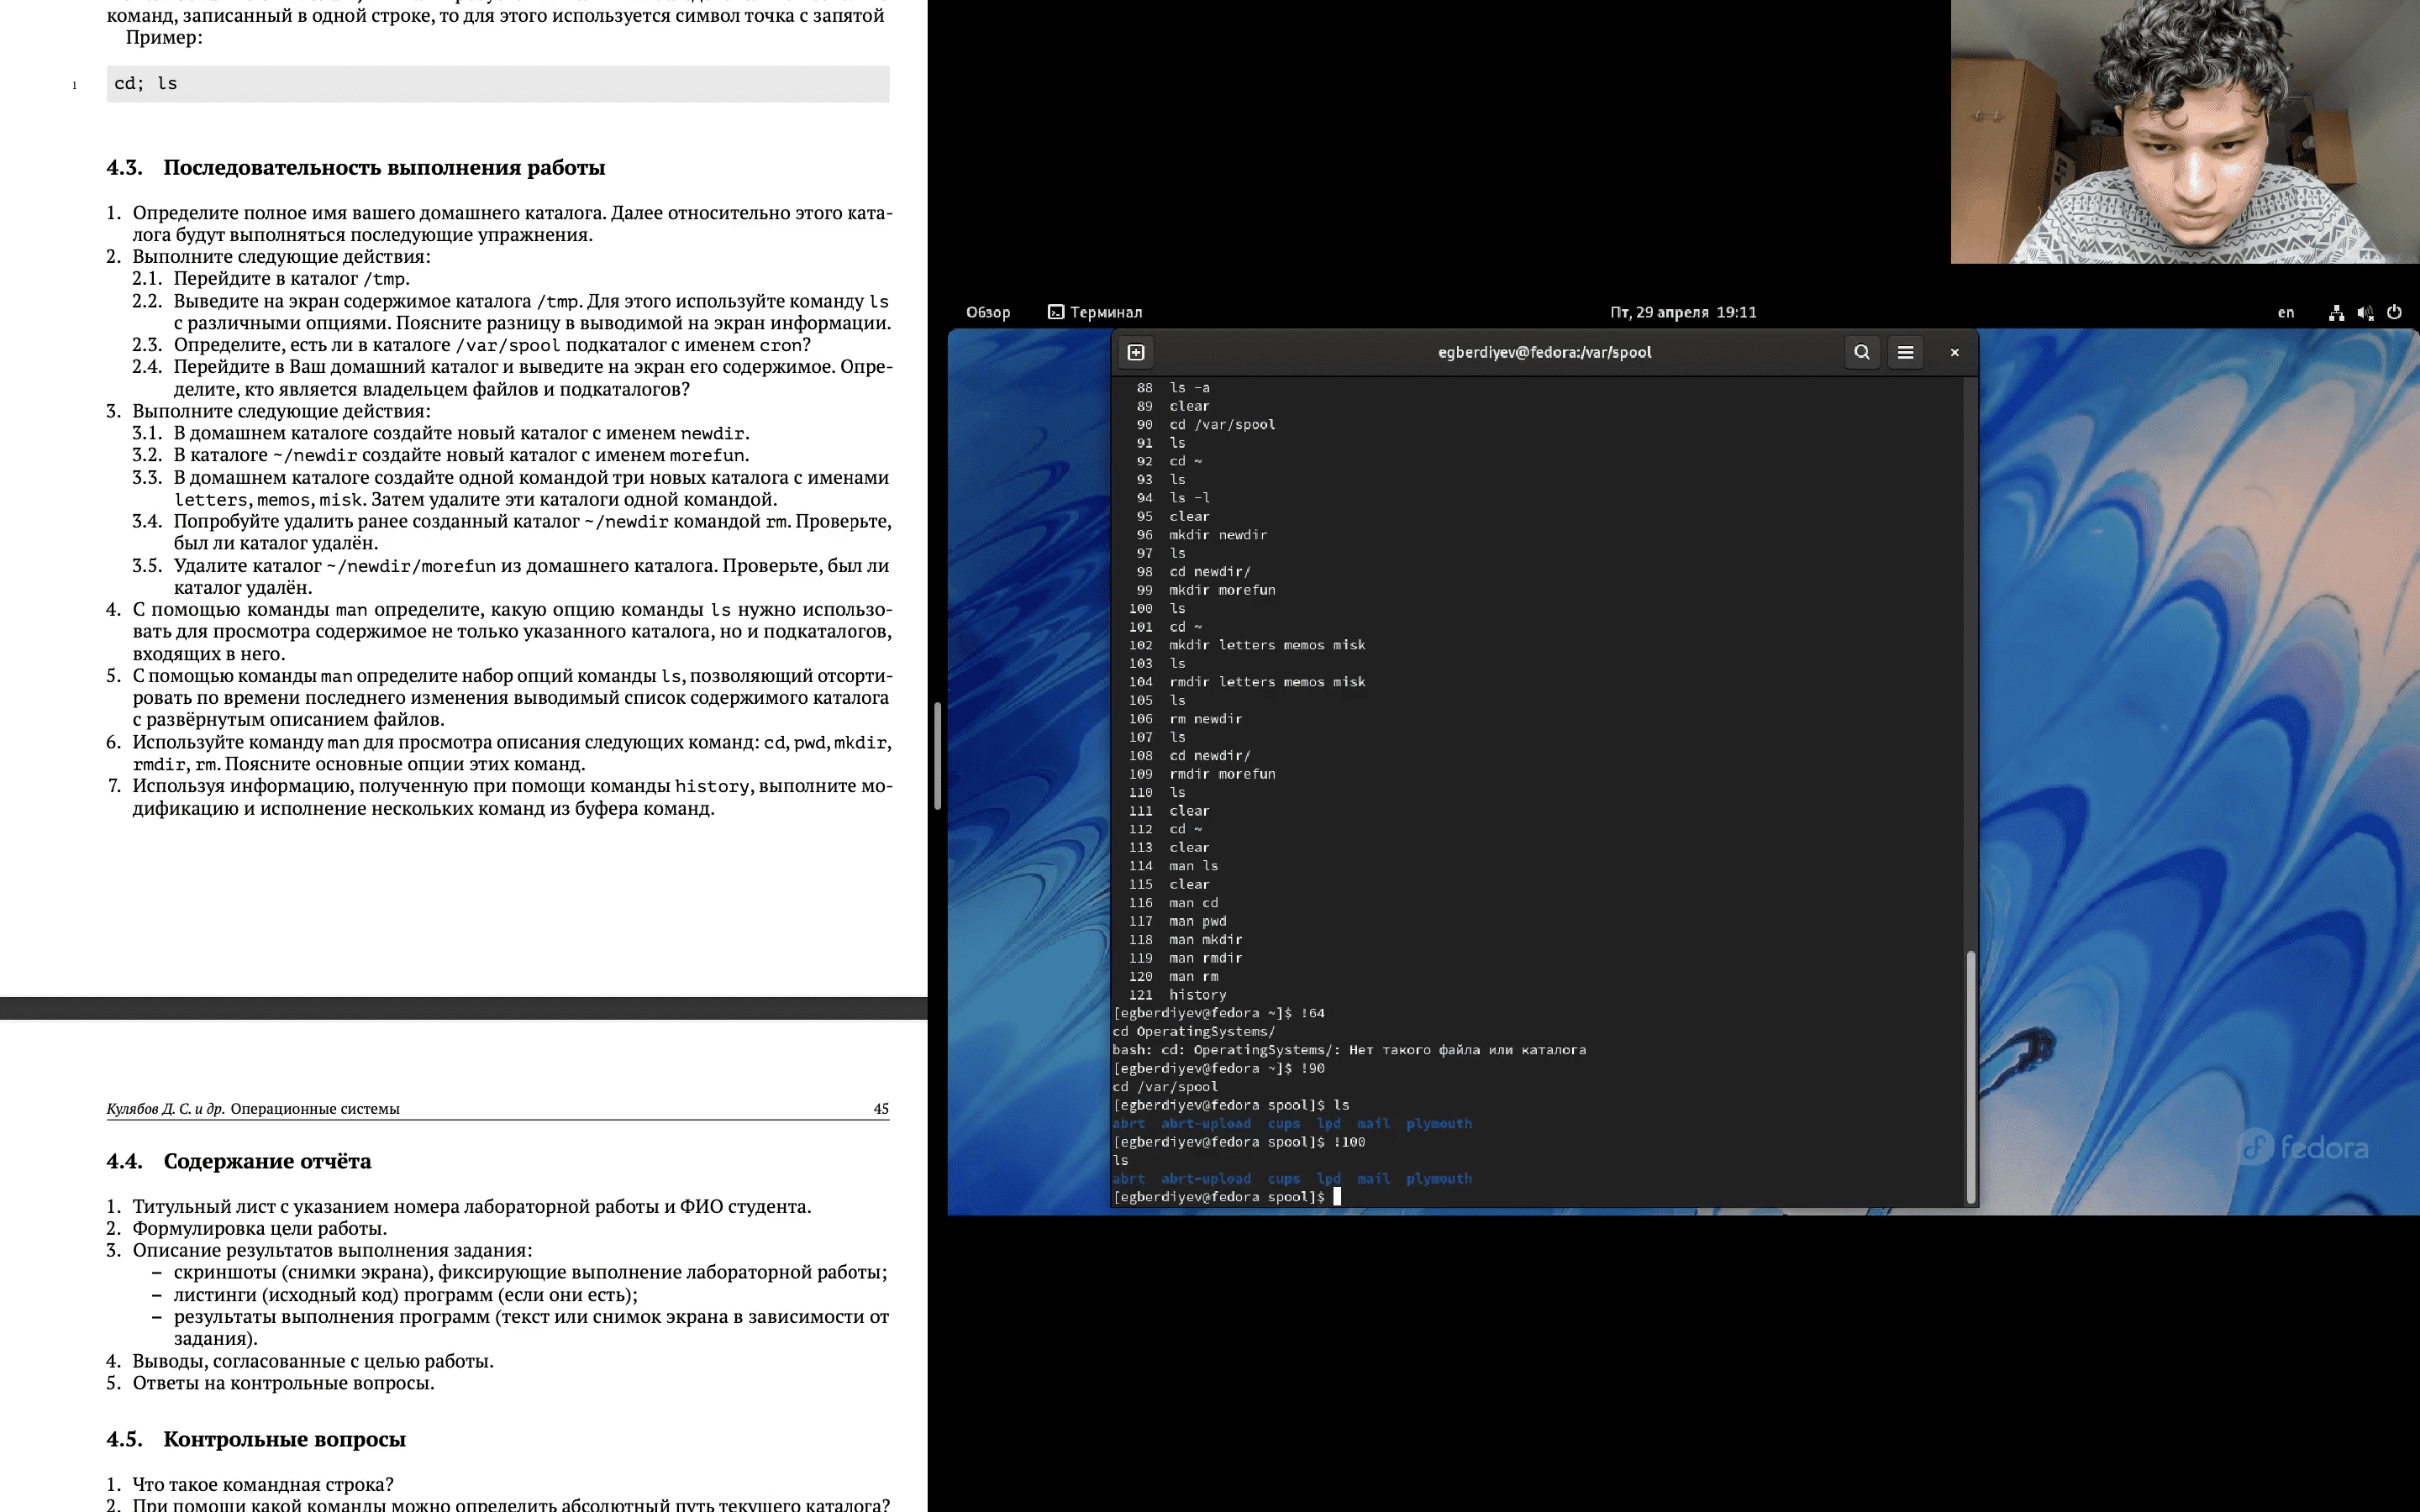 команд, записанный в одной строке, то для этого используется символ точка с запятой
Пример:
1 cd; ls
4.3. Последовательность выполнения работы
1. Определите полное имя вашего домашнего каталога. Далее относительно этого ката-
лога будут выполняться последующие упражнения.
2. Выполните следующие действия:
2.1. Перейдите в каталог /tmp.
2.2. Выведите на экран содержимое каталога /tmp. Для этого используйте команду ls
с различными опциями. Поясните разницу в выводимой на экран информации.
2.3. Определите, есть ли в каталоге /var/spool подкаталог с именем cron?
2.4. Перейдите в Ваш домашний каталог и выведите на экран его содержимое. Опре-
делите, кто является владельцем файлов и подкаталогов?
3. Выполните следующие действия:
3.1. В домашнем каталоге создайте новый каталог с именем newdir.
3.2. В каталоге ~/newdir создайте новый каталог с именем morefun.
3.3. В домашнем каталоге создайте одной командой три новых каталога с именами
letters, memos, misk. Затем удалите эти каталоги одной командой.
3.4. Попробуйте удалить ранее созданный каталог ~/newdir командой rm. Проверьте,
был ли каталог удалён.
3.5. Удалите каталог ~/newdir/morefun из домашнего каталога. Проверьте, был ли
каталог удалён.
4. С помощью команды man определите, какую опцию команды ls нужно использо-
вать для просмотра содержимое не только указанного каталога, но и подкаталогов,
входящих в него.
5. С помощью команды man определите набор опций команды ls, позволяющий отсорти-
ровать по времени последнего изменения выводимый список содержимого каталога
с развёрнутым описанием файлов.
6. Используйте команду man для просмотра описания следующих команд: cd, pwd, mkdir,
rmdir, rm. Поясните основные опции этих команд.
7. Используя информацию, полученную при помощи команды history, выполните мо-
дификацию и исполнение нескольких команд из буфера команд.
Кулябов Д. С. и др. Операционные системы 45
4.4. Содержание отчёта
1. Титульный лист с указанием номера лабораторной работы и ФИО студента.
2. Формулировка цели работы.
3. Описание результатов выполнения задания:
– скриншоты (снимки экрана), фиксирующие выполнение лабораторной работы;
– листинги (исходный код) программ (если они есть);
– результаты выполнения программ (текст или снимок экрана в зависимости от
задания).
4. Выводы, согласованные с целью работы.
5. Ответы на контрольные вопросы.
4.5. Контрольные вопросы
1. Что такое командная строка?
2. При помощи какой команды можно определить абсолютный путь текущего каталога?
Обзор Терминал Пт, 29 апреля 19:11 en
egberdiyev@fedora:/var/spool
88 ls -a
89 clear
90 cd /var/spool
91 ls
92 cd ~
93 ls
94 ls -l
95 clear
96 mkdir newdir
97 ls
98 cd newdir/
99 mkdir morefun
100 ls
101 cd ~
102 mkdir letters memos misk
103 ls
104 rmdir letters memos misk
105 ls
106 rm newdir
107 ls
108 cd newdir/
109 rmdir morefun
110 ls
111 clear
112 cd ~
113 clear
114 man ls
115 clear
116 man cd
117 man pwd
118 man mkdir
119 man rmdir
120 man rm
121 history
[egberdiyev@fedora ~]$ !64
cd OperatingSystems/
bash: cd: OperatingSystems/: Нет такого файла или каталога
[egberdiyev@fedora ~]$ !90
cd /var/spool
[egberdiyev@fedora spool]$ ls
abrt abrt-upload cups lpd mail plymouth
[egberdiyev@fedora spool]$ !100
ls
abrt abrt-upload cups lpd mail plymouth
[egberdiyev@fedora spool]$
fedora